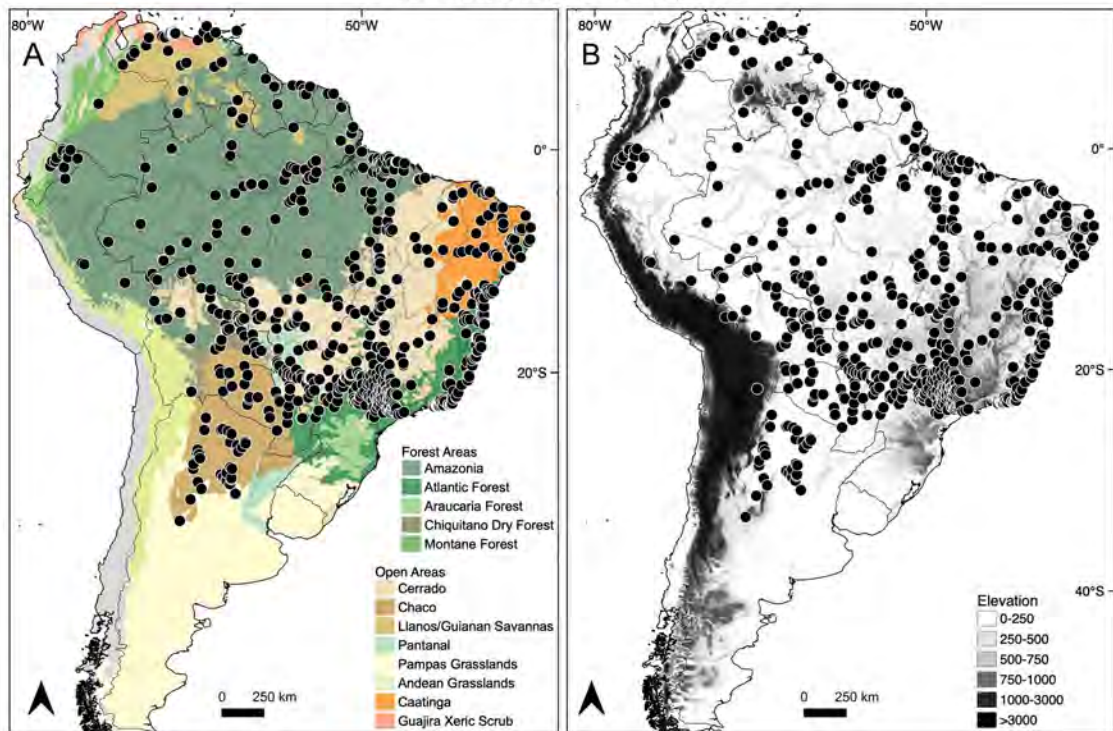 80°W
50°W
A
0°
20°S
Forest Areas
Amazonia
Atlantic Forest
Araucaria Forest
Chiquitano Dry Forest
Montane Forest
Open Areas
Cerrado
Chaco
Llanos/Guianan Savannas
Pantanal
Pampas Grasslands
Andean Grasslands
Caatinga
Guajira Xeric Scrub
0 250 km
80°W
50°W
B
0°
20°S
40°S
Elevation
0-250
250-500
500-750
750-1000
1000-3000
>3000
0 250 km